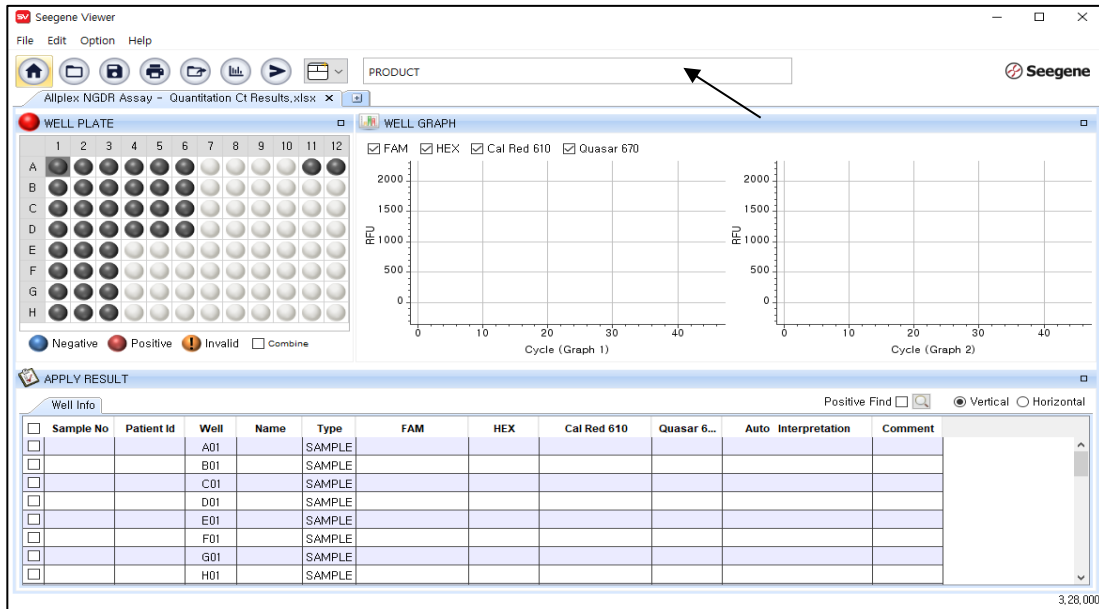 Seegene Viewer
File Edit Option Help
PRODUCT
Seegene
Allplex NGDR Assay - Quantitation Ct Results,xlsx
WELL PLATE
1 2 3 4 5 6 7 8 9 10 11 12
A
B
C
D
E
F
G
H
Negative Positive Invalid Combine
WELL GRAPH
FAM HEX Cal Red 610 Quasar 670
2000
1500
1000
500
0
RFU
0 10 20 30 40
Cycle (Graph 1)
2000
1500
1000
500
0
RFU
0 10 20 30 40
Cycle (Graph 2)
APPLY RESULT
Well Info
Positive Find Vertical Horizontal
Sample No Patient Id Well Name Type FAM HEX Cal Red 610 Quasar 6... Auto Interpretation Comment
A01 SAMPLE
B01 SAMPLE
C01 SAMPLE
D01 SAMPLE
E01 SAMPLE
F01 SAMPLE
G01 SAMPLE
H01 SAMPLE
3,28,000